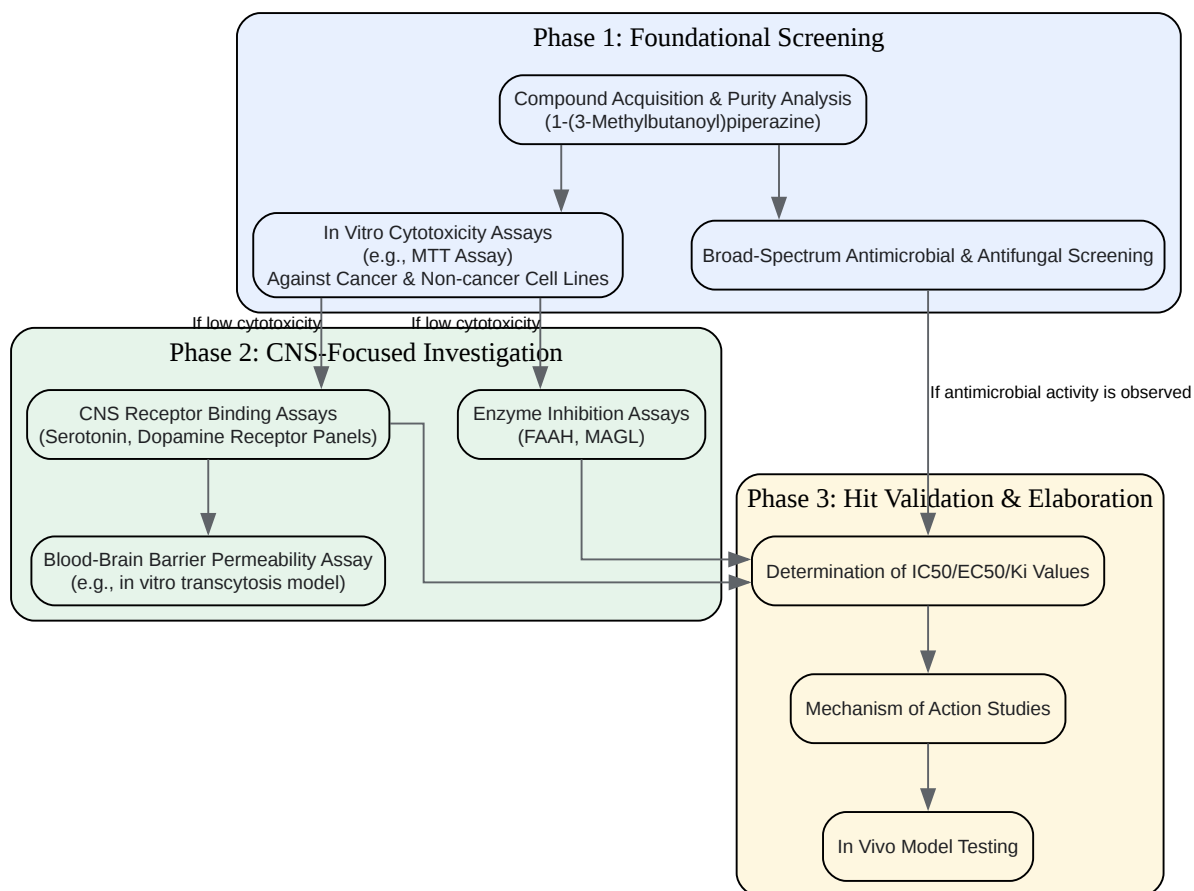 Phase 1: Foundational Screening
Compound Acquisition & Purity Analysis
(1-(3-Methylbutanoyl)piperazine)
In Vitro Cytotoxicity Assays
(e.g., MTT Assay)
Against Cancer & Non-cancer Cell Lines
Broad-Spectrum Antimicrobial & Antifungal Screening
If low cytotoxicity
If low cytotoxicity
Phase 2: CNS-Focused Investigation
If antimicrobial activity is observed
CNS Receptor Binding Assays
(Serotonin, Dopamine Receptor Panels)
Enzyme Inhibition Assays
(FAAH, MAGL)
Phase 3: Hit Validation & Elaboration
Blood-Brain Barrier Permeability Assay
(e.g., in vitro transcytosis model)
Determination of IC50/EC50/Ki Values
Mechanism of Action Studies
In Vivo Model Testing